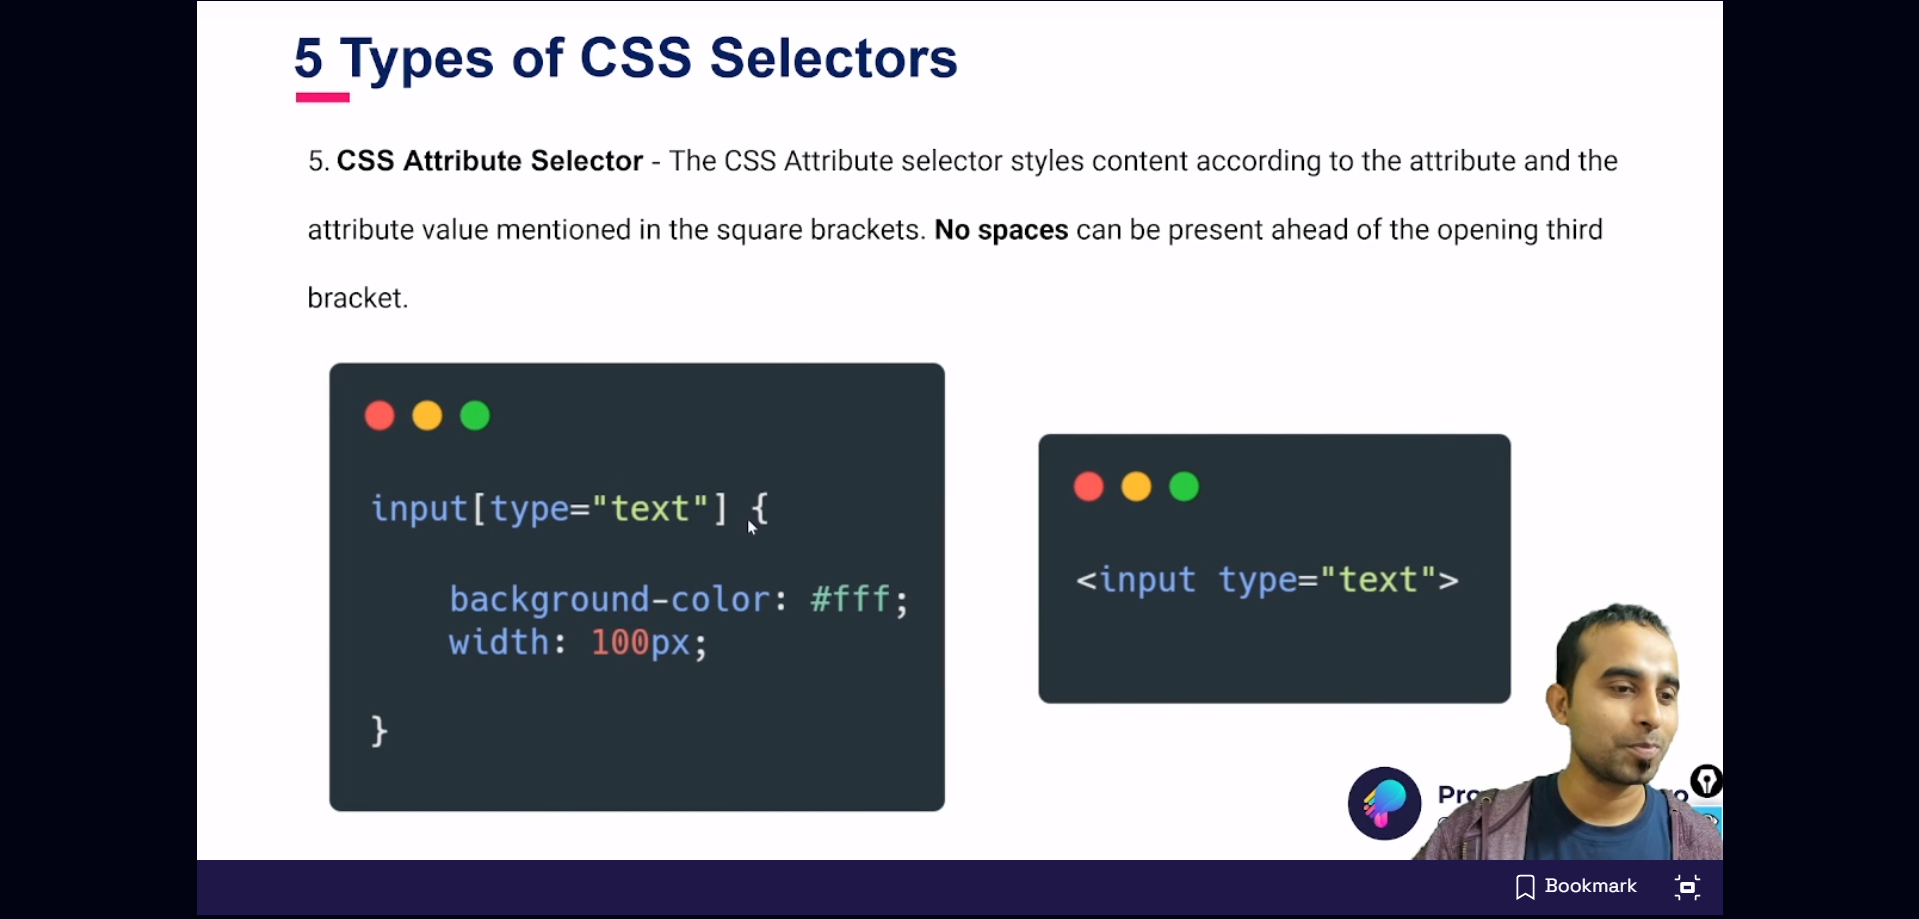 5 Types of CSS Selectors
5. CSS Attribute Selector - The CSS Attribute selector styles content according to the attribute and the
attribute value mentioned in the square brackets. No spaces can be present ahead of the opening third
bracket.
input[type="text"] {
background-color: #fff;
width: 100px;
}
<input type="text">
Bookmark